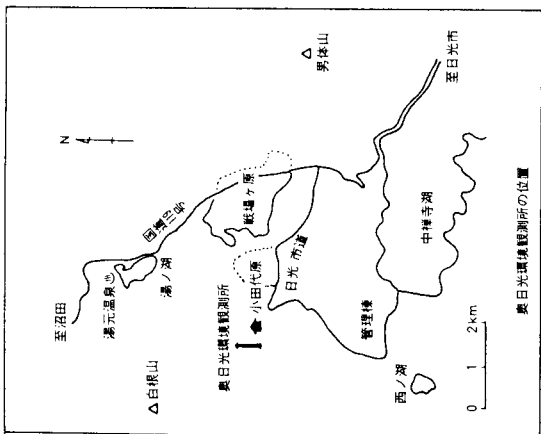 N
至沼田
湯元温泉
湯ノ湖
国道120号
白根山
男体山
戦場ヶ原
奥日光環境観測所
小田代原
日光市道
管理棟
至日光市
中禅寺湖
西ノ湖
0 1 2km
奥日光環境観測所の位置